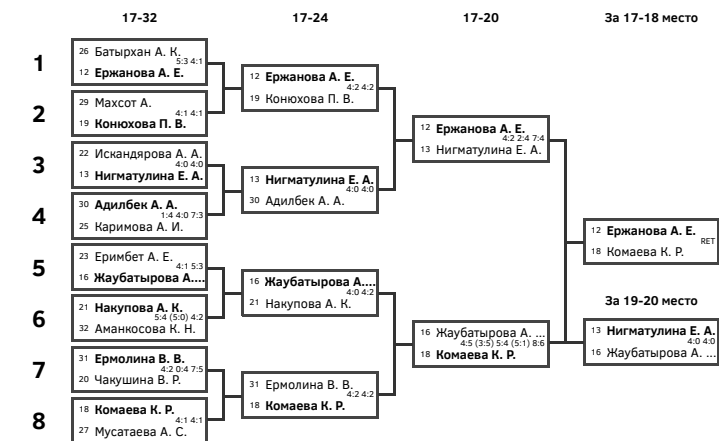 17-32
17-24
17-20
За 17-18 место
1
26 Батырхан А. К.
5:3 4:1
12 Ержанова А. Е.
2
29 Махсот А.
4:1 4:1
19 Конюхова П. В.
3
22 Искандярова А. А.
4:0 4:0
13 Нигматулина Е. А.
4
30 Адилбек А. А.
1:4 4:0 7:3
25 Каримова А. И.
5
23 Еримбет А. Е.
4:1 5:3
16 Жаубатырова А....
6
21 Накупова А. К.
5:4 (5:0) 4:2
32 Аманкосова К. Н.
7
31 Ермолина В. В.
4:2 0:4 7:5
20 Чакушина В. Р.
8
18 Комаева К. Р.
4:1 4:1
27 Мусатаева А. С.
12 Ержанова А. Е.
4:2 4:2
19 Конюхова П. В.
13 Нигматулина Е. А.
4:0 4:0
30 Адилбек А. А.
16 Жаубатырова А....
4:0 4:2
21 Накупова А. К.
31 Ермолина В. В.
4:2 4:2
18 Комаева К. Р.
12 Ержанова А. Е.
4:2 2:4 7:4
13 Нигматулина Е. А.
16 Жаубатырова А. ...
4:5 (3:5) 5:4 (5:1) 8:6
18 Комаева К. Р.
12 Ержанова А. Е.
RET
18 Комаева К. Р.
За 19-20 место
13 Нигматулина Е. А.
4:0 4:0
16 Жаубатырова А. ...